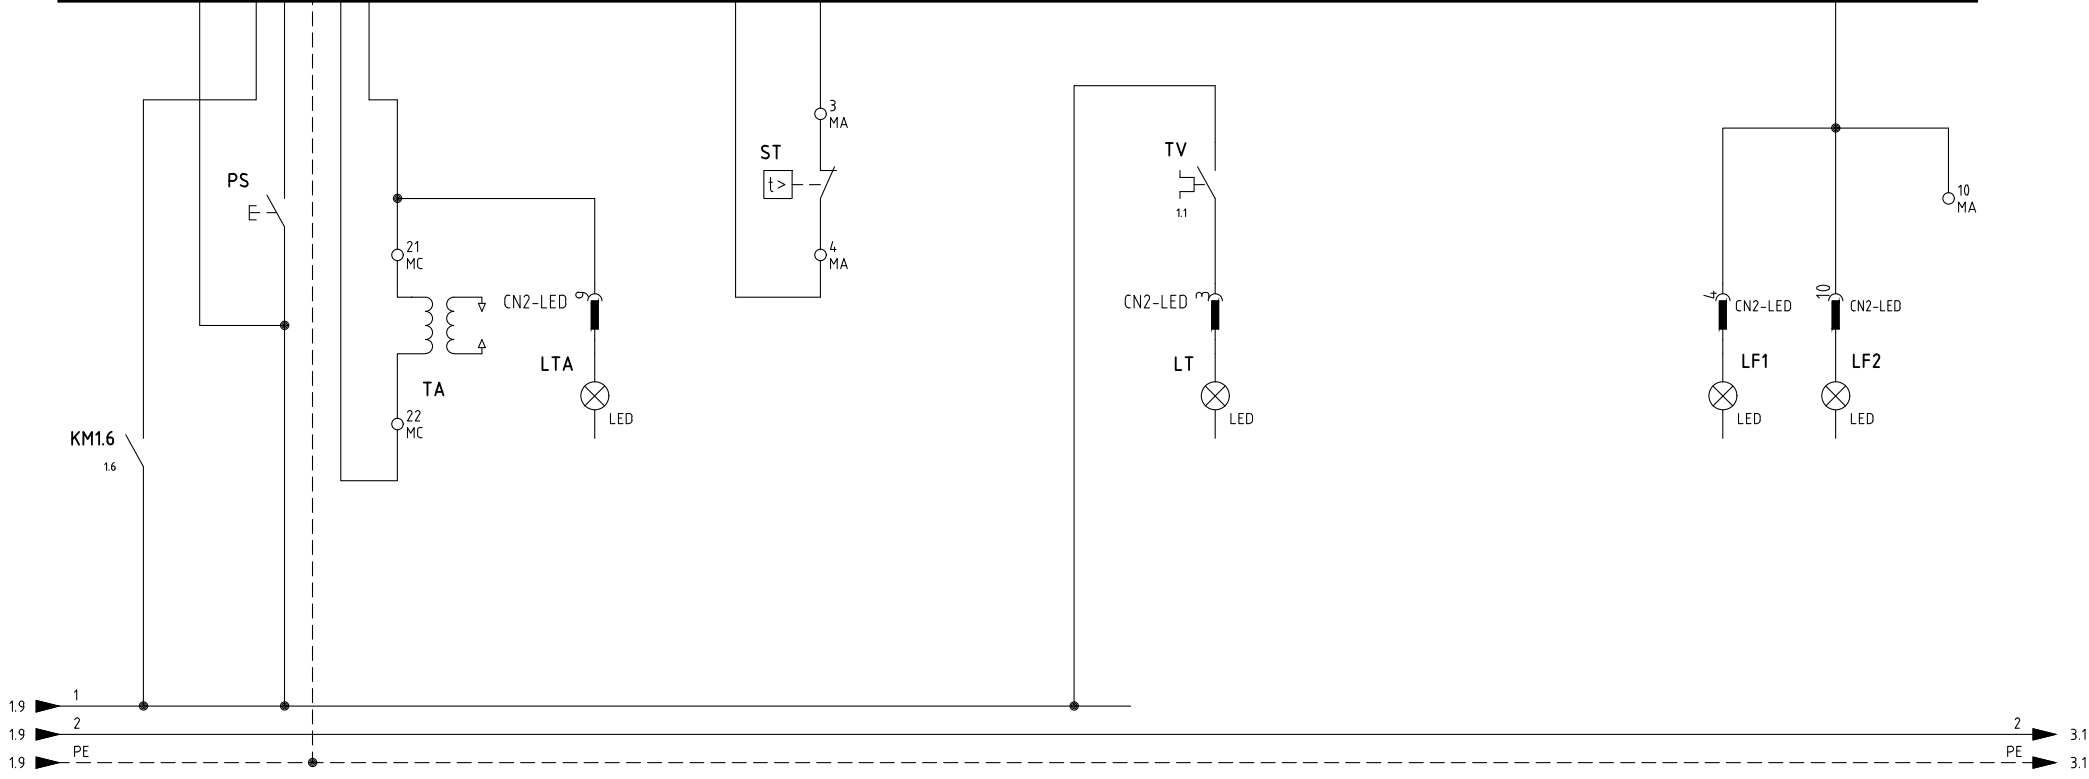 3
MA
ST
t>
4
MA
PS
E
KM1.6
1.6
21
MC
TA
22
MC
CN2-LED
9
LTA
LED
TV
1.1
CN2-LED
3
LT
LED
10
MA
4
CN2-LED
LF1
LED
10
CN2-LED
LF2
LED
1.9
1
1.9
2
2
3.1
1.9
PE
PE
3.1